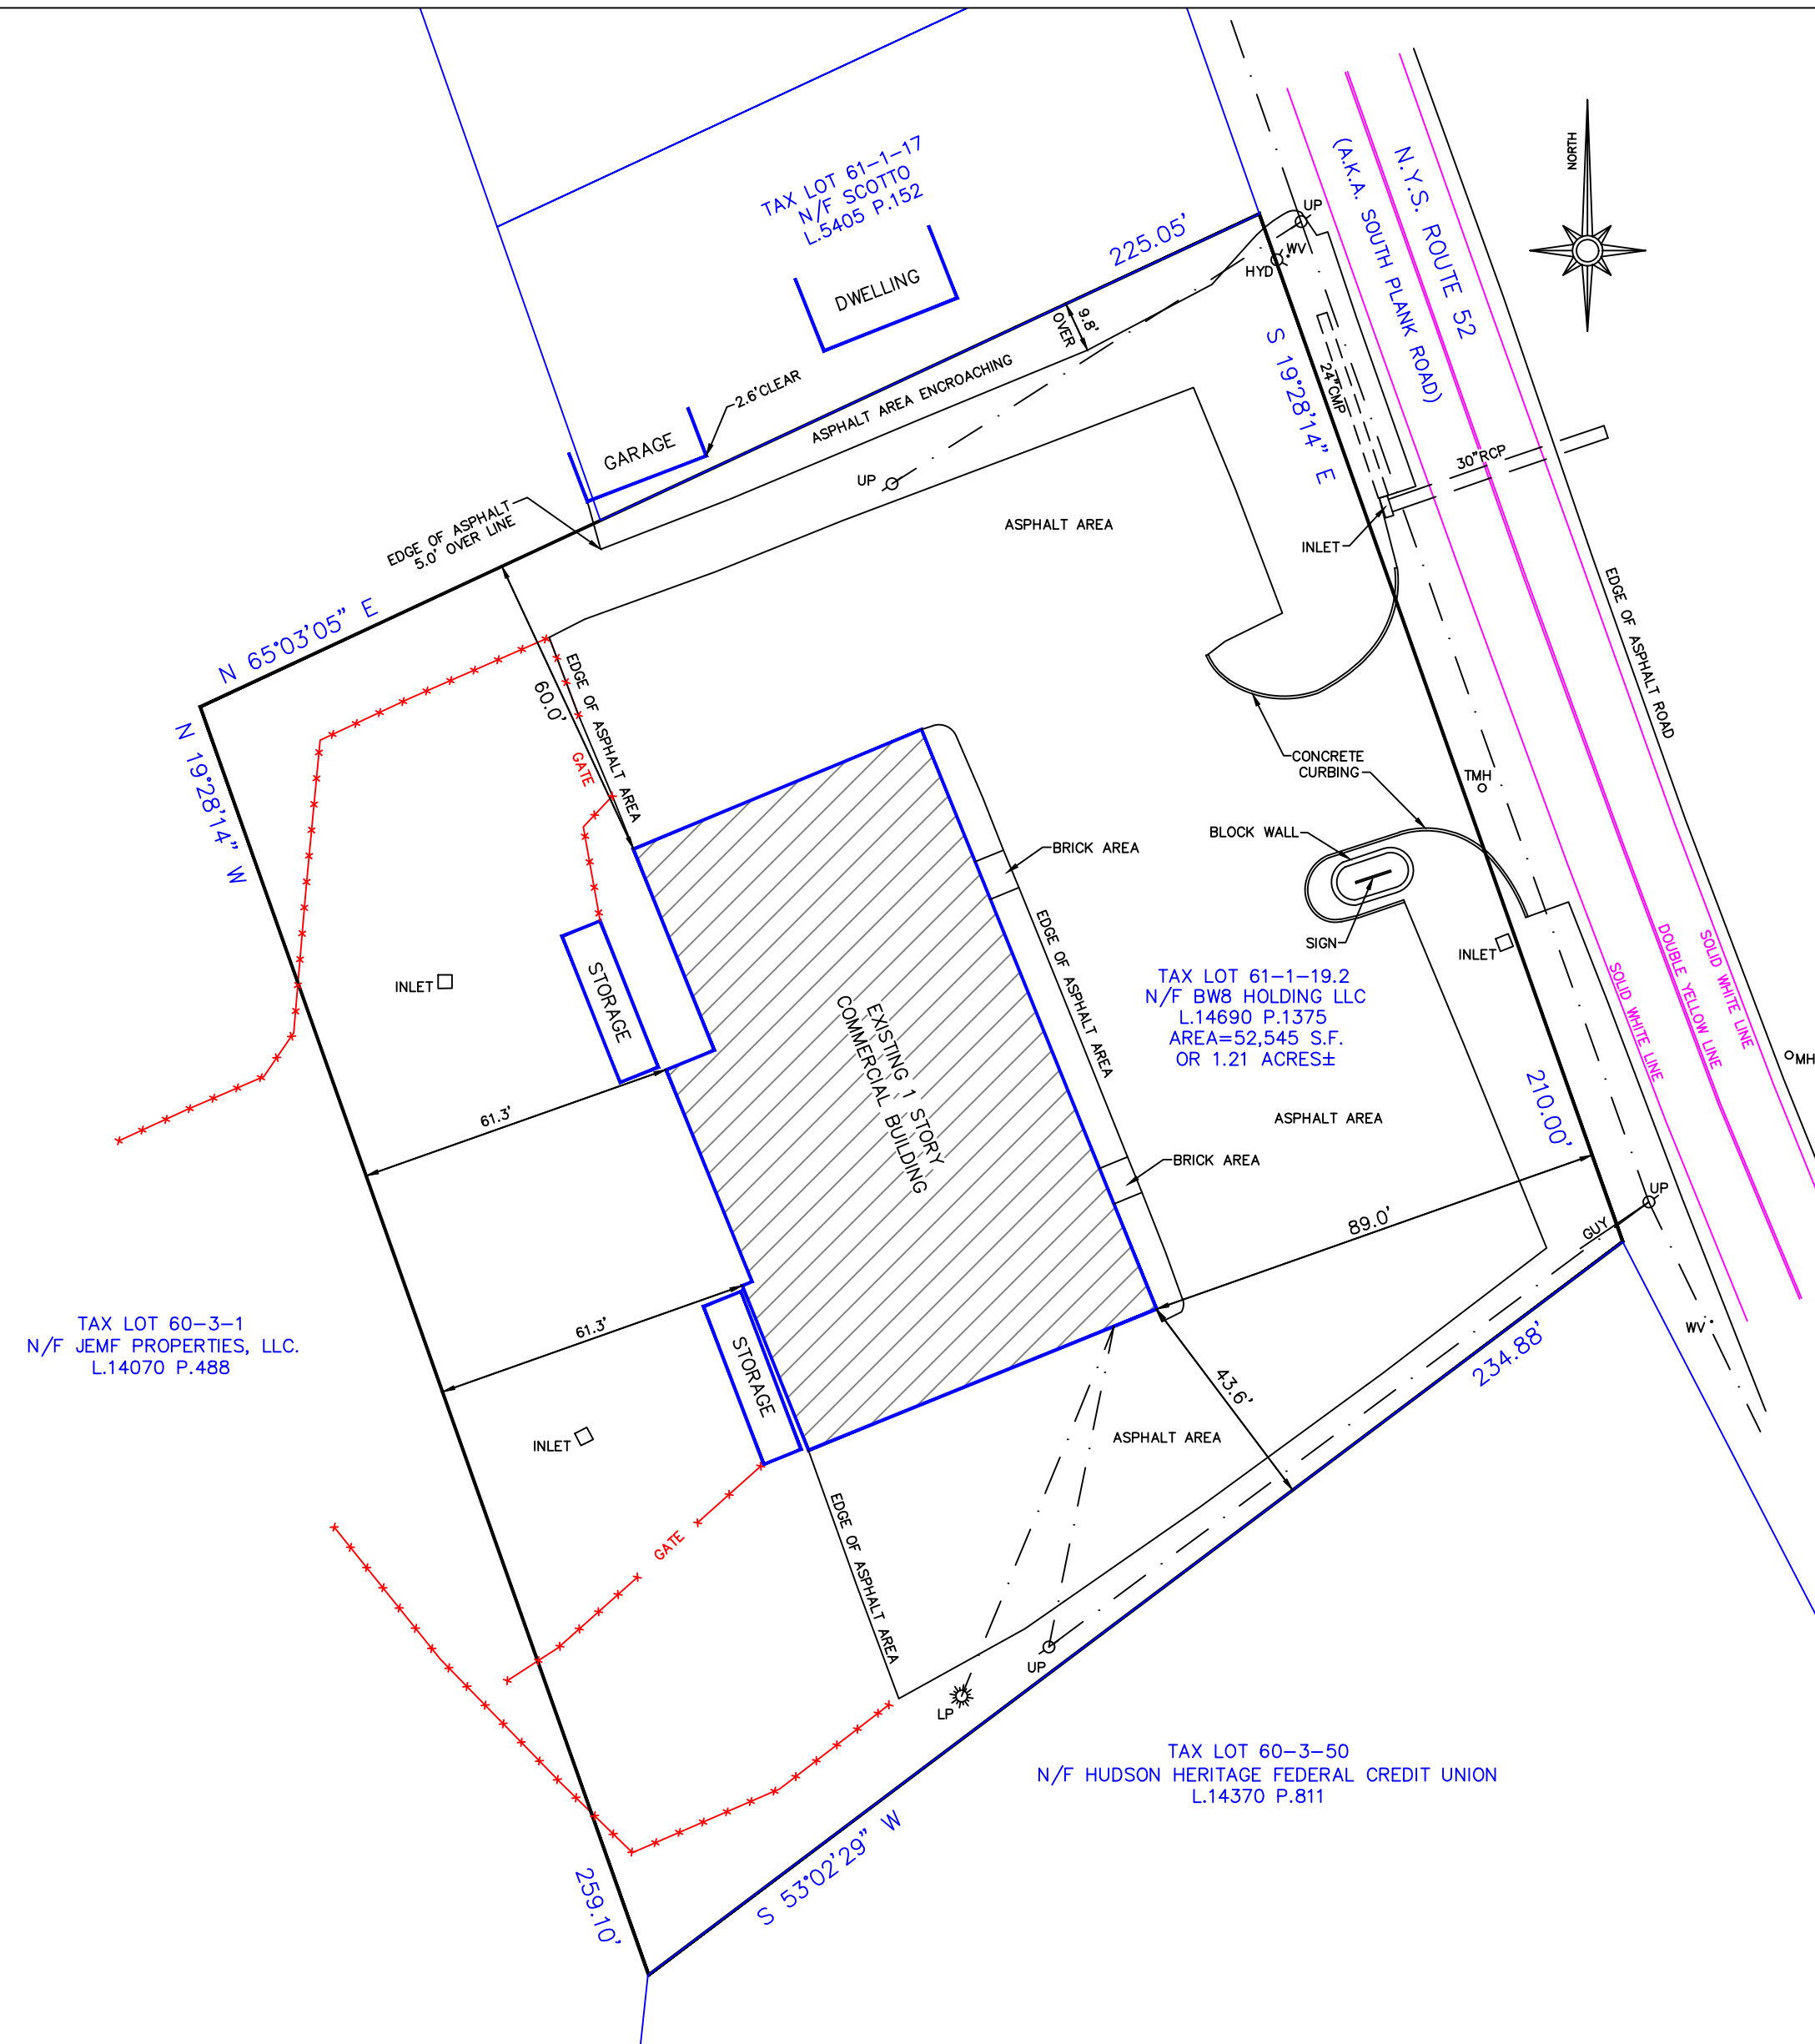 TAX LOT 61-1-17
N/F SCOTTO
L.5405 P.152
DWELLING
225.05'
UP
WV
HYD
(A.K.A. SOUTH PLANK ROAD)
N.Y.S. ROUTE 52
NORTH
9.8'
OVER
2.6'CLEAR
GARAGE
ASPHALT AREA ENCROACHING
S 19°28'14" E
24"CMP
30"RCP
UP
EDGE OF ASPHALT
5.0' OVER LINE
ASPHALT AREA
INLET
EDGE OF ASPHALT ROAD
N 65°03'05" E
N 19°28'14" W
60.0'
EDGE OF ASPHALT AREA
GATE
CONCRETE
CURBING
TMH
BLOCK WALL
BRICK AREA
SIGN
INLET
EDGE OF ASPHALT AREA
INLET
STORAGE
EXISTING 1 STORY
COMMERCIAL BUILDING
TAX LOT 61-1-19.2
N/F BW8 HOLDING LLC
L.14690 P.1375
AREA=52,545 S.F.
OR 1.21 ACRES±
SOLID WHITE LINE
DOUBLE YELLOW LINE
SOLID WHITE LINE
MH
61.3'
ASPHALT AREA
BRICK AREA
210.00'
89.0'
UP
GUY
TAX LOT 60-3-1
N/F JEMF PROPERTIES, LLC.
L.14070 P.488
61.3'
STORAGE
WV
234.88'
43.6'
INLET
ASPHALT AREA
GATE
EDGE OF ASPHALT AREA
UP
LP
TAX LOT 60-3-50
N/F HUDSON HERITAGE FEDERAL CREDIT UNION
L.14370 P.811
S 53°02'29" W
259.10'